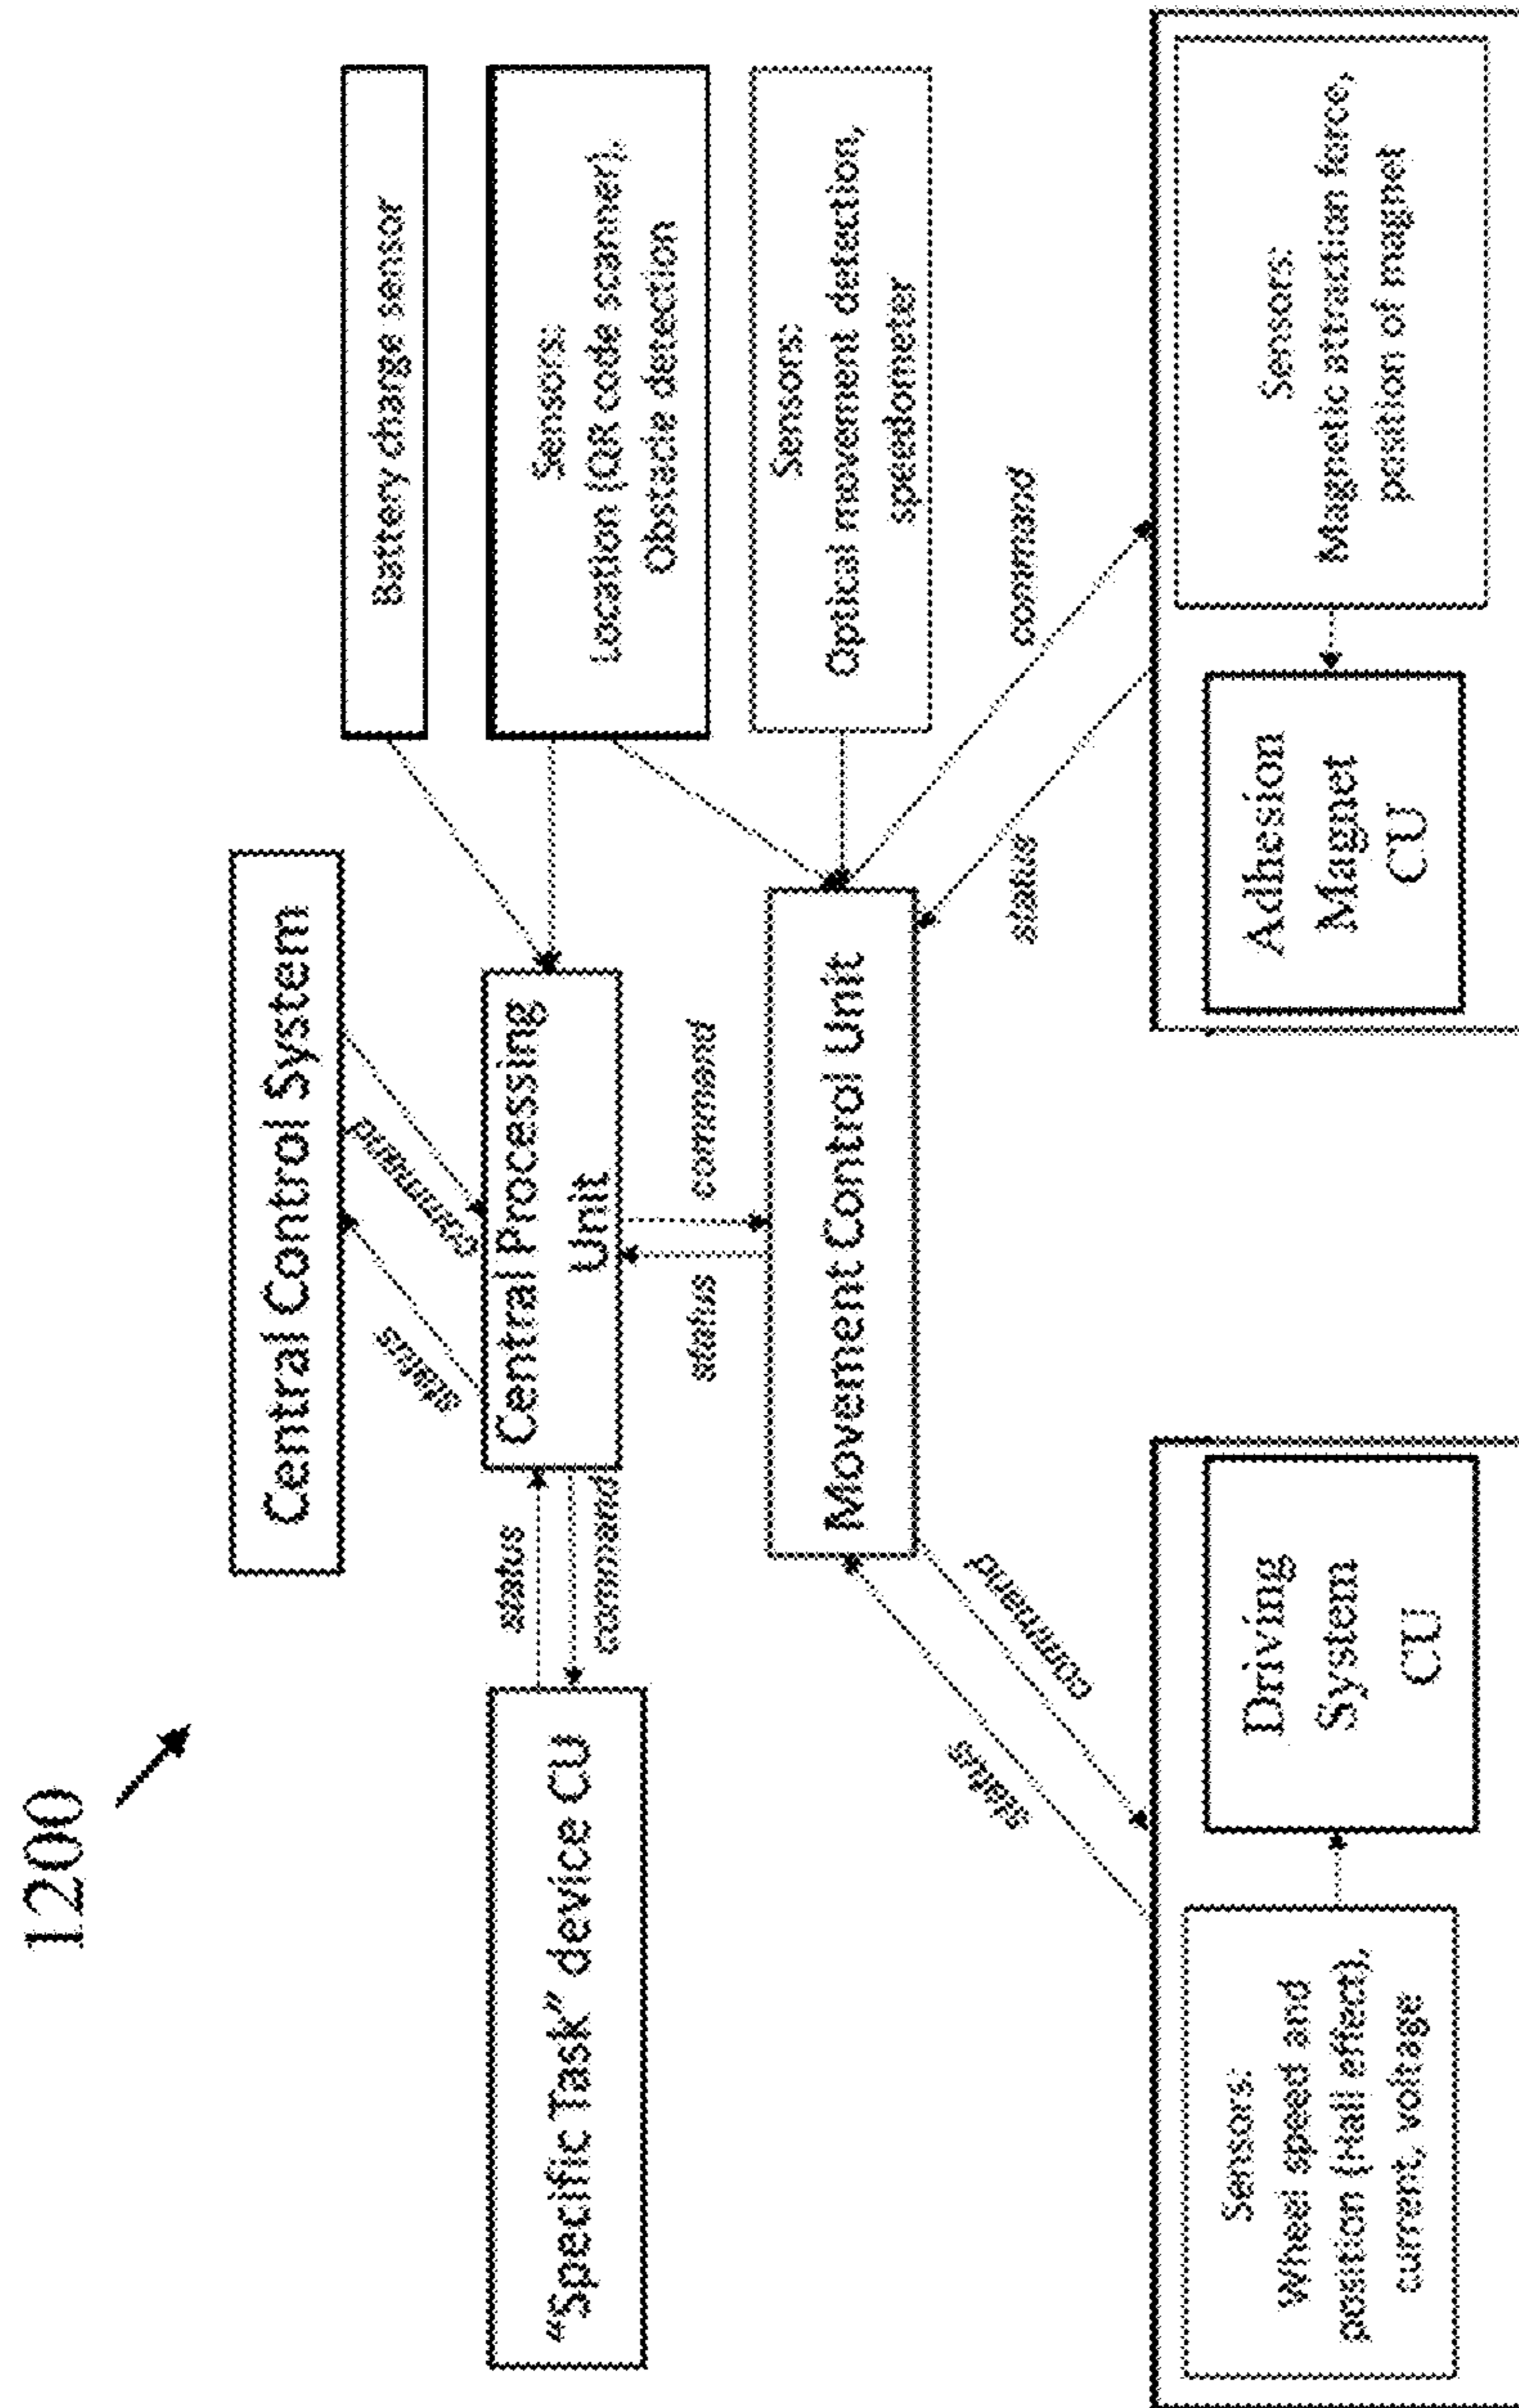 1200
Central Control System
status
command
Battery charge sensor
"Specific Task" device CU
status
command
Central Processing
Unit
Sensors:
Location (QR code scanner),
Obstacle detection
status
command
Sensors:
Optical movement detection,
speedometer
Movement Control Unit
status
command
status
command
Sensors:
Wheel speed and
position (Hall effect),
current, voltage
Driving
System
CU
Adhesion
Magnet
CU
Sensors:
Magnetic attraction force,
position of magnet